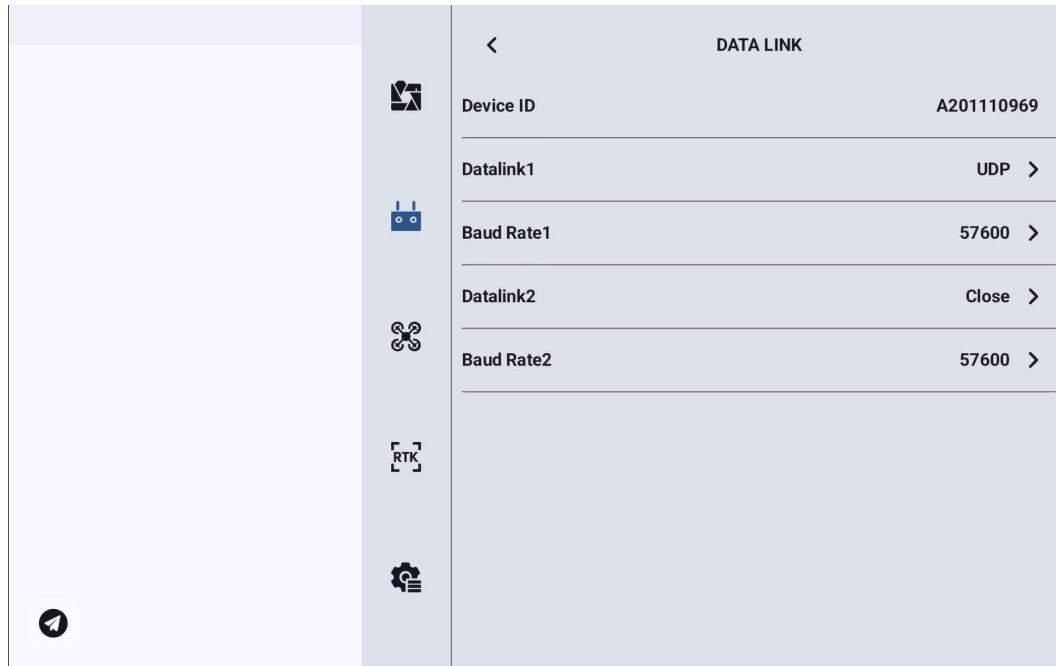 DATA LINK
Device ID A201110969
Datalink1 UDP
Baud Rate1 57600
Datalink2 Close
Baud Rate2 57600
RTK